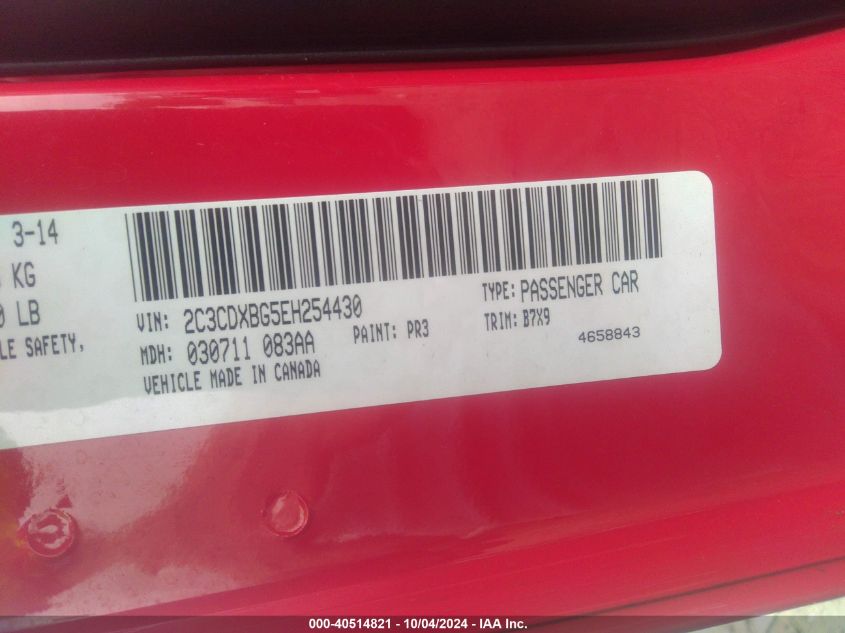 3-14
KG
LB
LE SAFETY,
VIN: 2C3CDXBG5EH254430
TYPE: PASSENGER CAR
MDH: 030711 083AA
PAINT: PR3
TRIM: B7X9
VEHICLE MADE IN CANADA
4658843
000-40514821 - 10/04/2024 - IAA Inc.